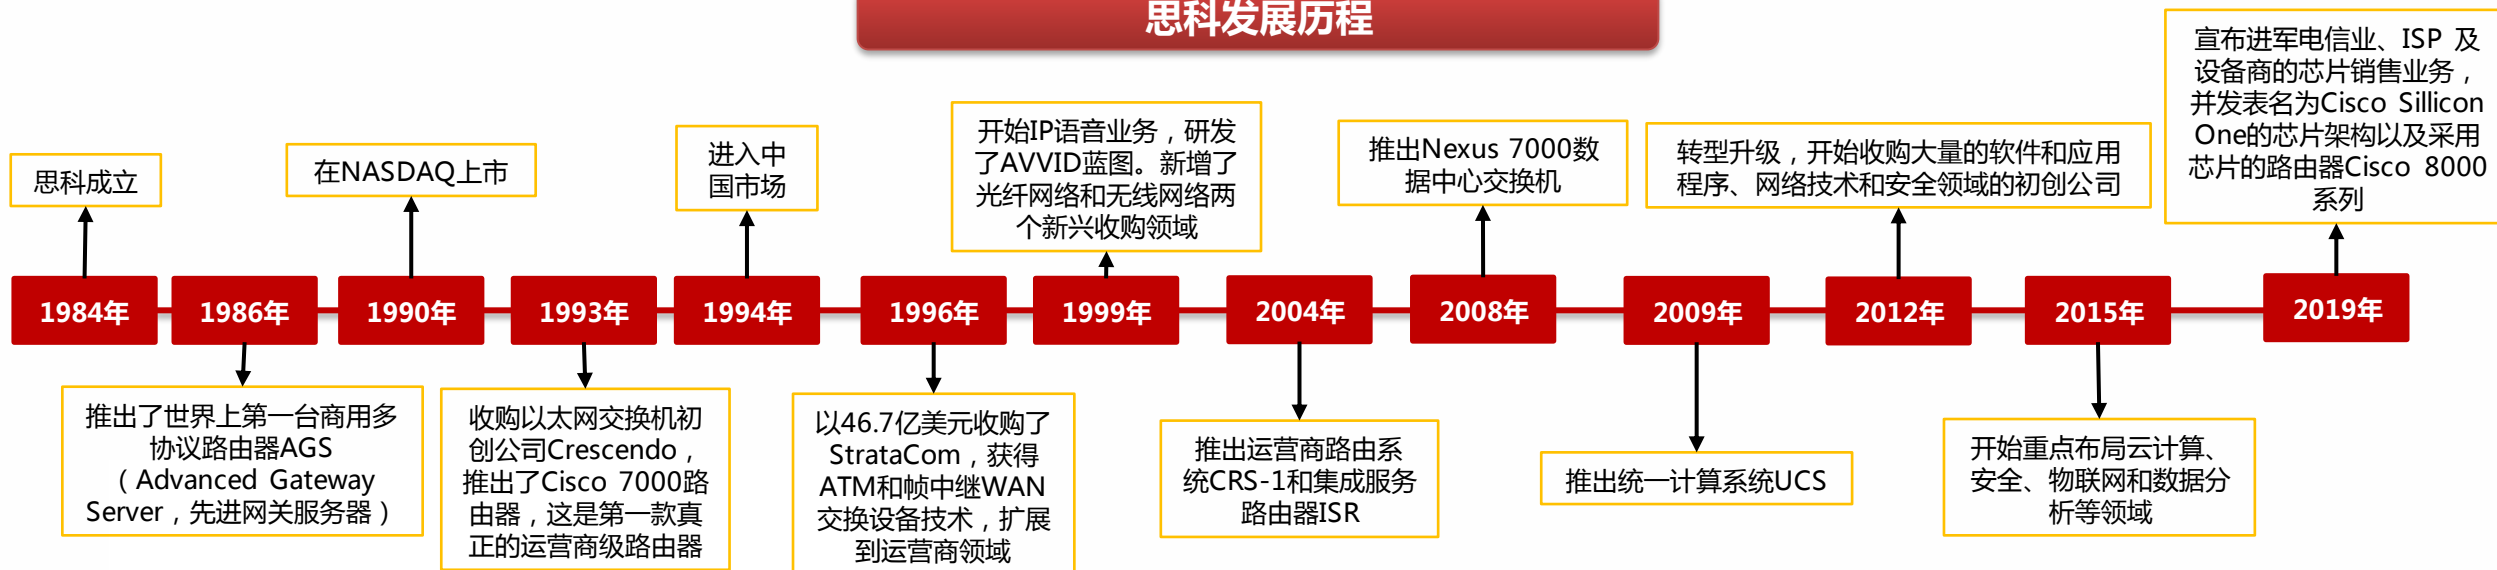 思科发展历程
思科成立
在NASDAQ上市
进入中
国市场
开始IP语音业务，研发
了AVVID蓝图。新增了
光纤网络和无线网络两
个新兴收购领域
推出Nexus 7000数
据中心交换机
转型升级，开始收购大量的软件和应用
程序、网络技术和安全领域的初创公司
宣布进军电信业、ISP 及
设备商的芯片销售业务，
并发表名为Cisco Sillicon
One的芯片架构以及采用
芯片的路由器Cisco 8000
系列
1984年
1986年
1990年
1993年
1994年
1996年
1999年
2004年
2008年
2009年
2012年
2015年
2019年
推出了世界上第一台商用多
协议路由器AGS
（Advanced Gateway
Server，先进网关服务器）
收购以太网交换机初
创公司Crescendo，
推出了Cisco 7000路
由器，这是第一款真
正的运营商级路由器
以46.7亿美元收购了
StrataCom，获得
ATM和帧中继WAN
交换设备技术，扩展
到运营商领域
推出运营商路由系
统CRS-1和集成服务
路由器ISR
推出统一计算系统UCS
开始重点布局云计算、
安全、物联网和数据分
析等领域